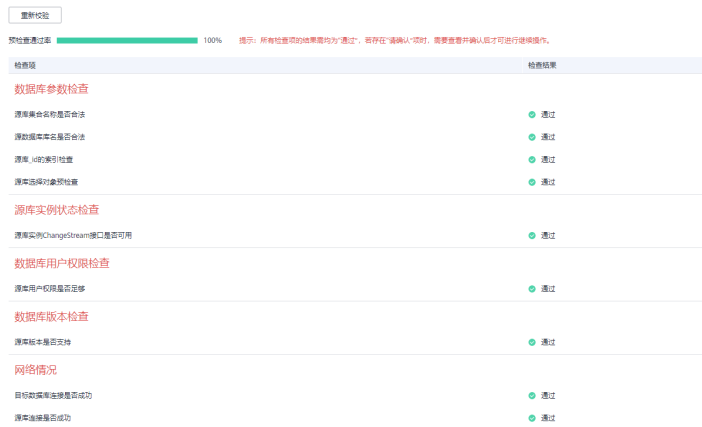 重新校验
预检查通过率 100% 提示：所有检查项的结果需均为"通过"，若存在"请确认"项时，需要查看并确认后才可进行继续操作。
检查项 检查结果
数据库参数检查
源库集合名称是否合法 通过
源数据库库名是否合法 通过
源库_id的索引检查 通过
源库选择对象预检查 通过
源库实例状态检查
源库实例ChangeStream接口是否可用 通过
数据库用户权限检查
源库用户权限是否足够 通过
数据库版本检查
源库版本是否支持 通过
网络情况
目标数据库连接是否成功 通过
源库连接是否成功 通过